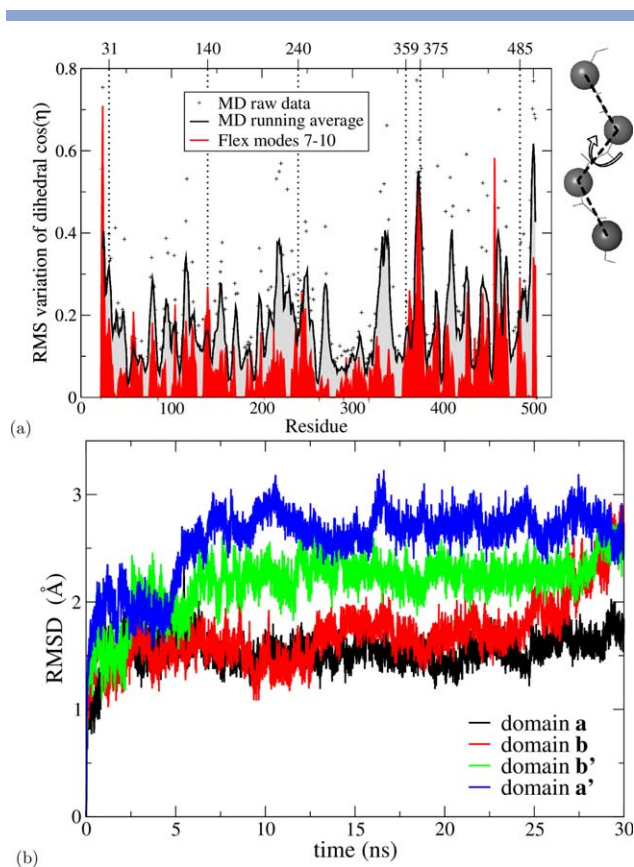 31 140 240 359 375 485
0.8
0.6
0.4
0.2
0
RMS variation of dihedral cos(η)
MD raw data
MD running average
Flex modes 7-10
0 100 200 300 400 500
Residue
(a)
3
2
1
0
RMSD (Å)
domain a
domain b
domain b'
domain a'
0 5 10 15 20 25 30
time (ns)
(b)